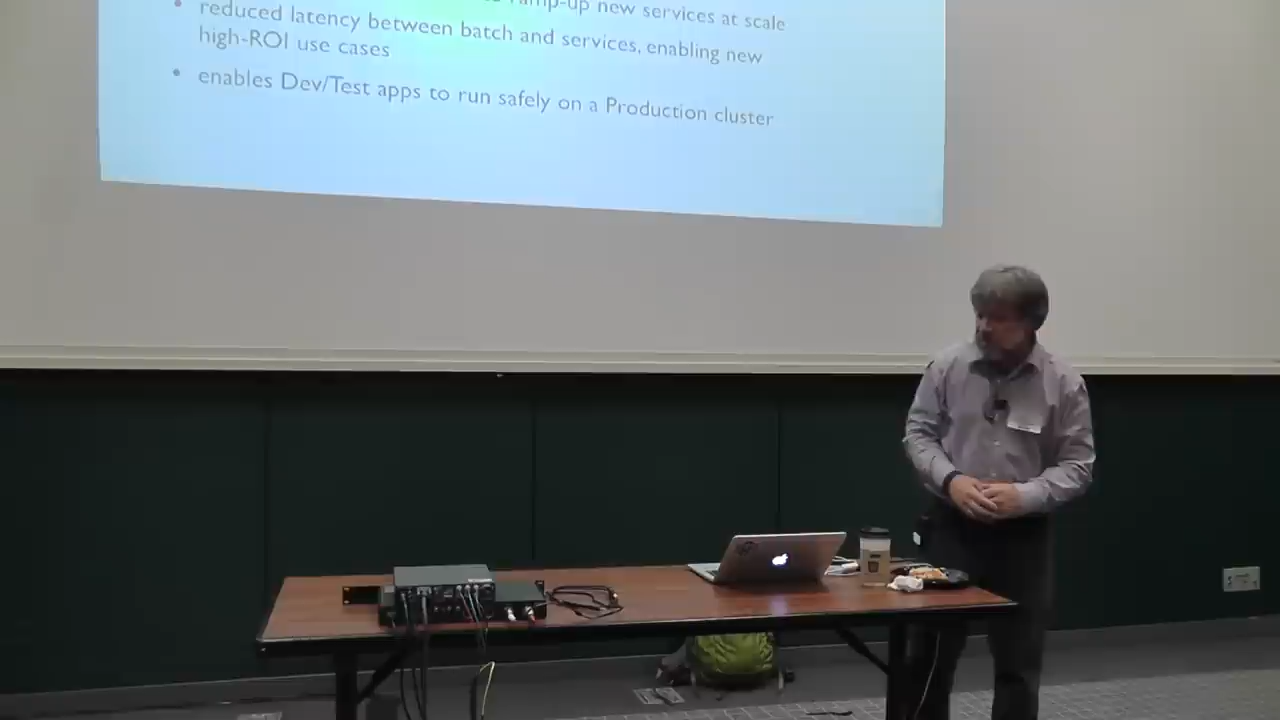 ramp-up new services at scale
reduced latency between batch and services, enabling new
high-ROI use cases
enables Dev/Test apps to run safely on a Production cluster